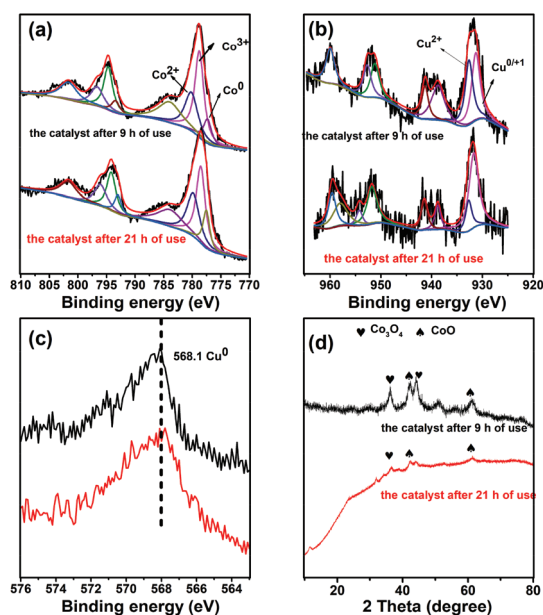 (a)
Co3+
Co2+
Co0
the catalyst after 9 h of use
the catalyst after 21 h of use
810 800 790 780 770
Binding energy (eV)
(b)
Cu2+
Cu0/+1
the catalyst after 9 h of use
the catalyst after 21 h of use
960 950 940 930 920
Binding energy (eV)
(c)
568.1 Cu0
576 574 572 570 568 566 564
Binding energy (eV)
(d)
♥ Co3O4 ♠ CoO
the catalyst after 9 h of use
the catalyst after 21 h of use
20 40 60 80
2 Theta (degree)